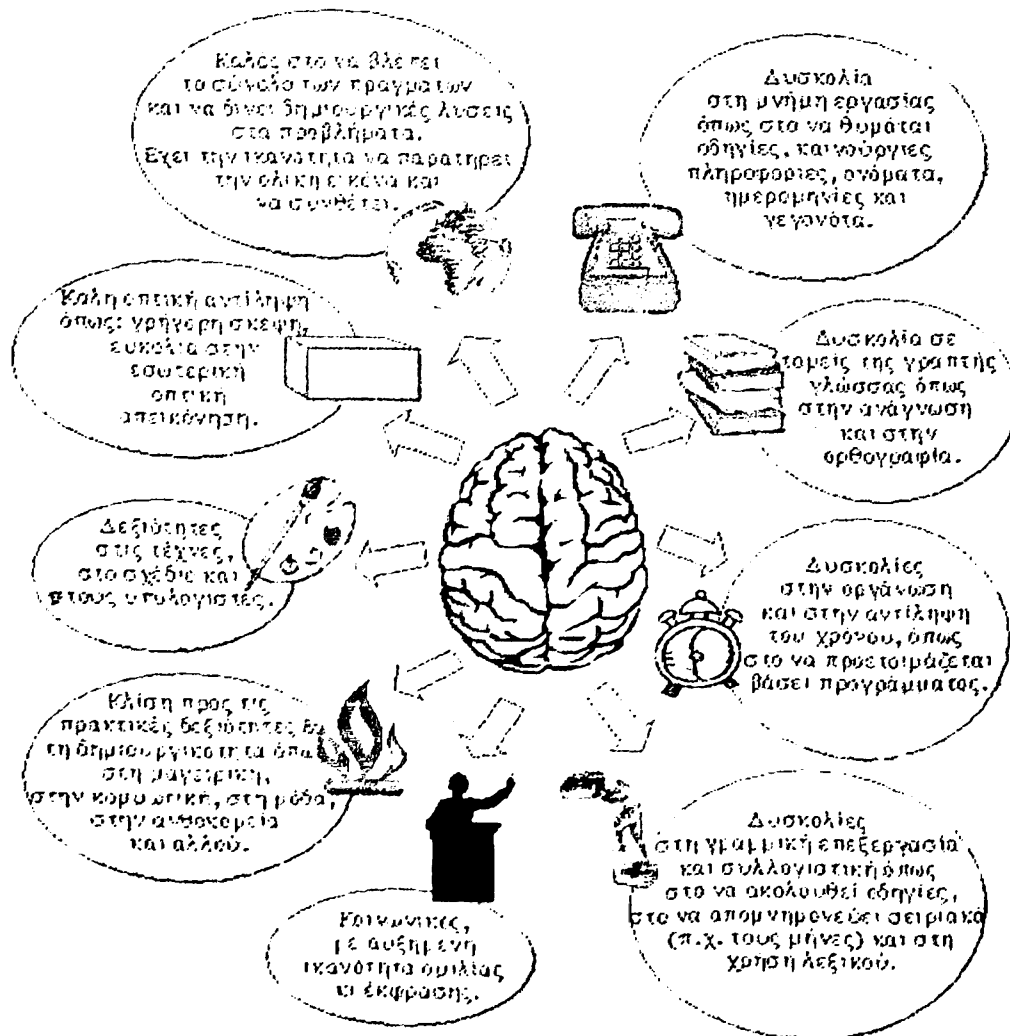 Καλός στο να βλέπει
το σύνολο των πραγμάτων
και να δίνει δημιουργικές λύσεις
στα προβλήματα.
Έχει την ικανότητα να παρατηρεί
την ολική εικόνα και
να συνθέτει.
Δυσκολία
στη μνήμη εργασίας
όπως στο να θυμάται
οδηγίες, καινούργιες
πληροφορίες, ονόματα,
ημερομηνίες και
γεγονότα.
Καλή οπτική αντίληψη
όπως: γρήγορη σκέψη,
ευκολία στην
εσωτερική
οπτική
απεικόνηση.
Δυσκολία σε
τομείς της γραπτής
γλώσσας όπως
στην ανάγνωση
και στην
ορθογραφία.
Δεξιότητες
στις τέχνες,
στο σχέδιο και
στους υπολογιστές.
Δυσκολίες
στην οργάνωση
και στην αντίληψη
του χρόνου, όπως
στο να προετοιμάζεται
βάσει προγράμματος.
Κλίση προς τις
πρακτικές δεξιότητες
τη δημιουργικότητα
στη μαγειρική,
στην κομμωτική, στη μόδα,
στην ανθοκομεία
και αλλού.
Κοινωνικές,
με αυξημένη
ικανότητα ομιλίας
κι έκφρασης.
Δυσκολίες
στη γραμμική επεξεργασία
και συλλογιστική όπως
στο να ακολουθεί οδηγίες,
στο να απομνημονεύει σειριακά
(π.χ. τους μήνες) και στη
χρήση λεξικού.